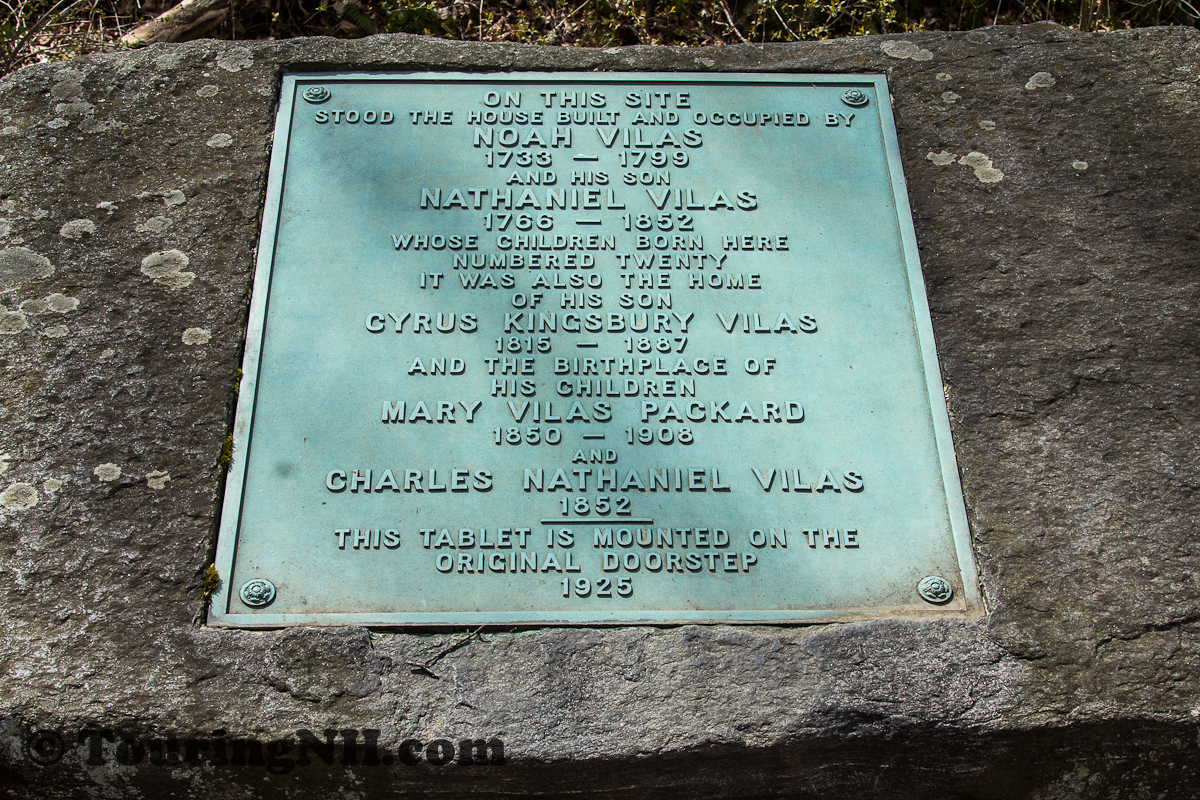 ON THIS SITE
STOOD THE HOUSE BUILT AND OCCUPIED BY
NOAH VILAS
1733 — 1799
AND HIS SON
NATHANIEL VILAS
1766 — 1852
WHOSE CHILDREN BORN HERE
NUMBERED TWENTY
IT WAS ALSO THE HOME
OF HIS SON
CYRUS KINGSBURY VILAS
1815 — 1887
AND THE BIRTHPLACE OF
HIS CHILDREN
MARY VILAS PACKARD
1850 — 1908
AND
CHARLES NATHANIEL VILAS
1852
THIS TABLET IS MOUNTED ON THE
ORIGINAL DOORSTEP
1925
© TouringNH.com